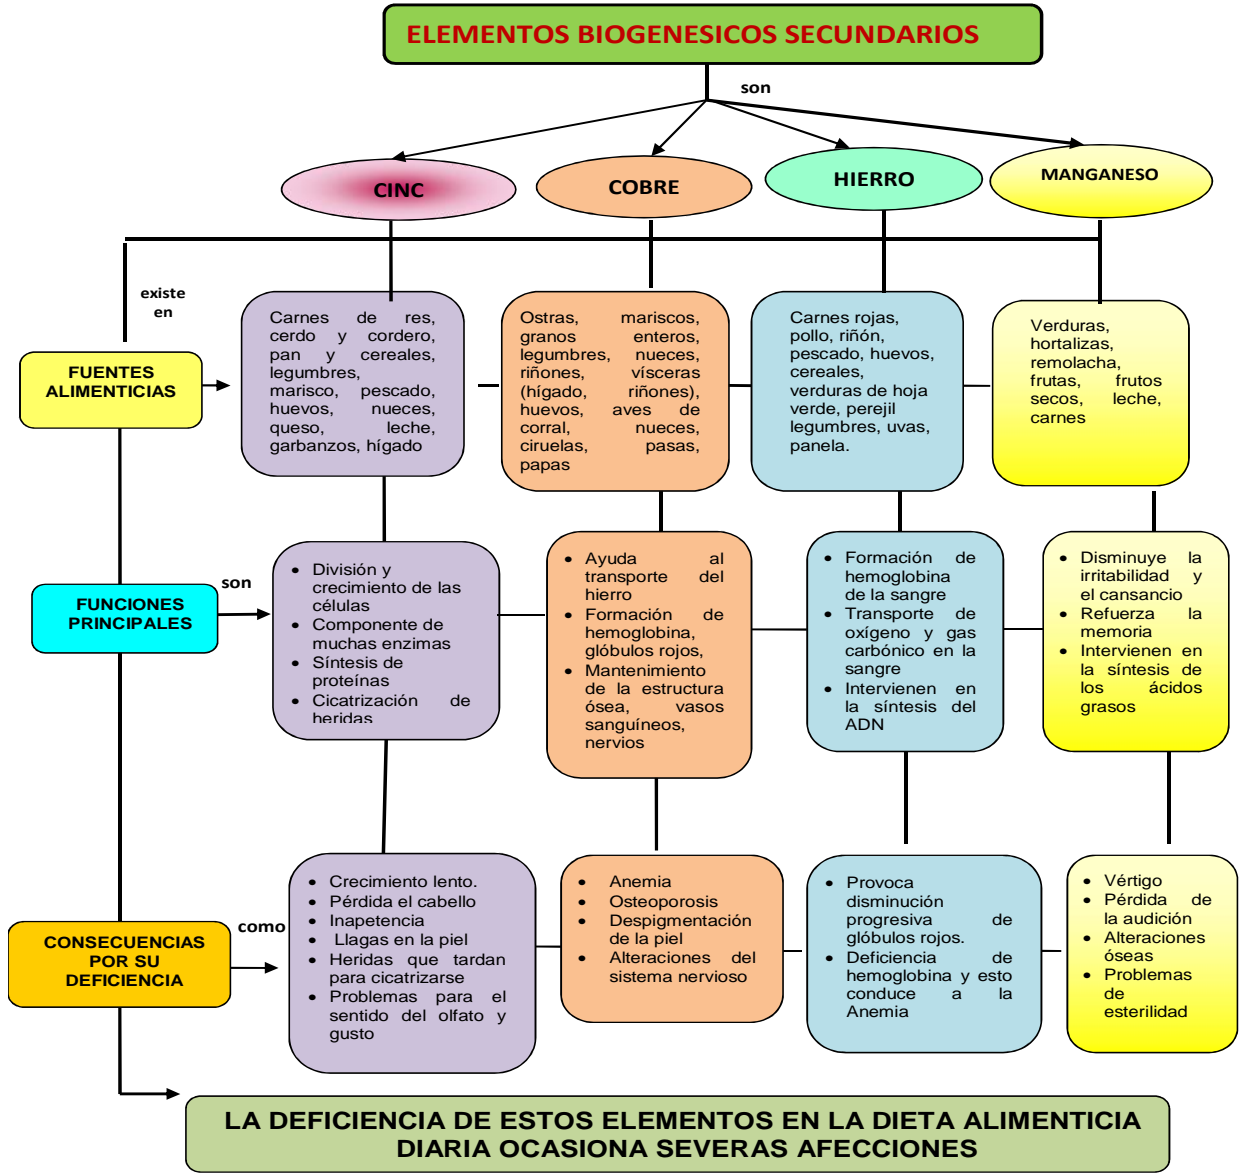 ELEMENTOS BIOGENESICOS SECUNDARIOS
son
CINC
COBRE
HIERRO
MANGANESO
existe
en
FUENTES
ALIMENTICIAS
Carnes de res,
cerdo y cordero,
pan y cereales,
legumbres,
marisco, pescado,
huevos, nueces,
queso, leche,
garbanzos, hígado
Ostras, mariscos,
granos enteros,
legumbres, nueces,
riñones, vísceras
(hígado, riñones),
huevos, aves de
corral, nueces,
ciruelas, pasas,
papas
Carnes rojas,
pollo, riñón,
pescado, huevos,
cereales,
verduras de hoja
verde, perejil
legumbres, uvas,
panela.
Verduras,
hortalizas,
remolacha,
frutas, frutos
secos, leche,
carnes
FUNCIONES
PRINCIPALES
son
• División y
crecimiento de las
células
• Componente de
muchas enzimas
• Síntesis de
proteínas
• Cicatrización de
heridas
• Ayuda al
transporte del
hierro
• Formación de
hemoglobina,
glóbulos rojos,
• Mantenimiento
de la estructura
ósea, vasos
sanguíneos,
nervios
• Formación de
hemoglobina
de la sangre
• Transporte de
oxígeno y gas
carbónico en la
sangre
• Intervienen en
la síntesis del
ADN
• Disminuye la
irritabilidad y
el cansancio
• Refuerza la
memoria
• Intervienen en
la síntesis de
los ácidos
grasos
CONSECUENCIAS
POR SU
DEFICIENCIA
como
• Crecimiento lento.
• Pérdida el cabello
• Inapetencia
• Llagas en la piel
• Heridas que tardan
para cicatrizarse
• Problemas para el
sentido del olfato y
gusto
• Anemia
• Osteoporosis
• Despigmentación
de la piel
• Alteraciones del
sistema nervioso
• Provoca
disminución
progresiva de
glóbulos rojos.
• Deficiencia de
hemoglobina y esto
conduce a la
Anemia
• Vértigo
• Pérdida de
la audición
• Alteraciones
óseas
• Problemas
de
esterilidad
LA DEFICIENCIA DE ESTOS ELEMENTOS EN LA DIETA ALIMENTICIA
DIARIA OCASIONA SEVERAS AFECCIONES